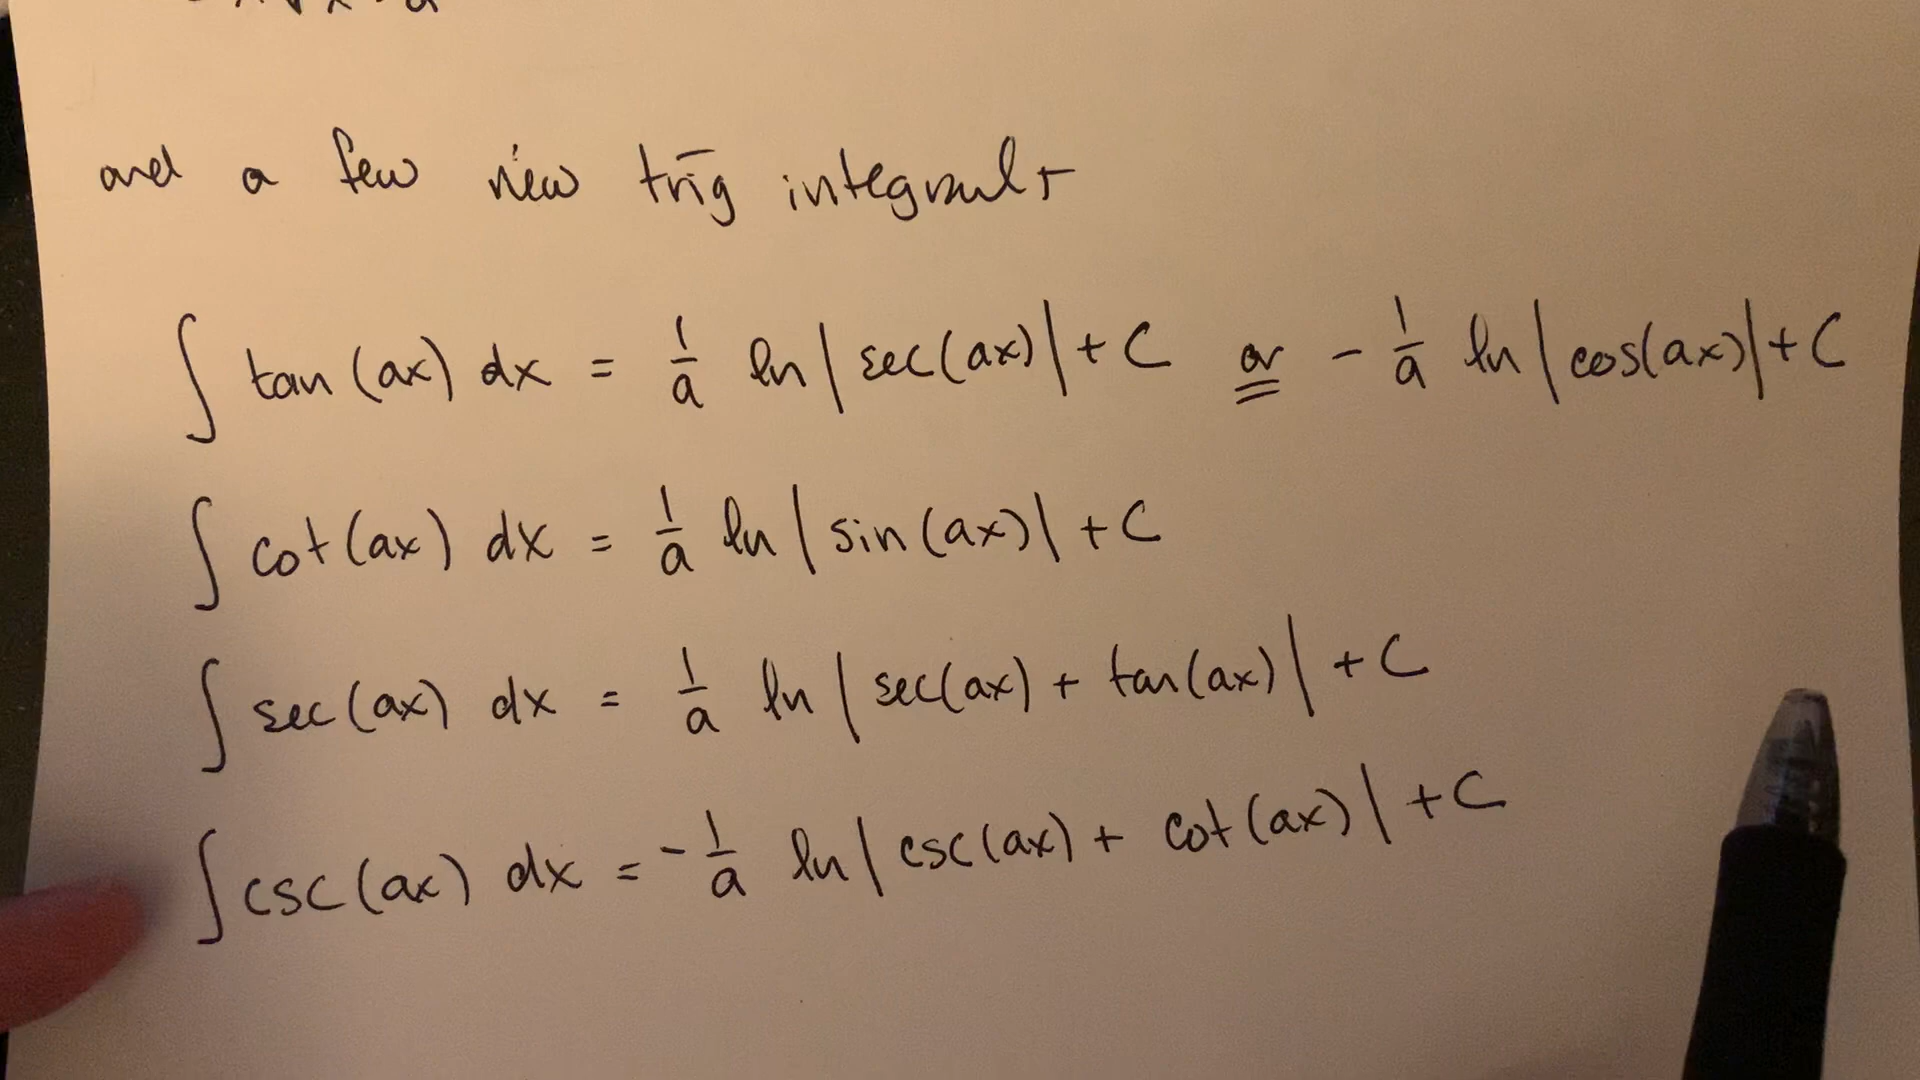 and a few new trig integrals
∫ tan(ax) dx = 1/a ln|sec(ax)| + C or - 1/a ln|cos(ax)| + C
∫ cot(ax) dx = 1/a ln|sin(ax)| + C
∫ sec(ax) dx = 1/a ln|sec(ax) + tan(ax)| + C
∫ csc(ax) dx = - 1/a ln|csc(ax) + cot(ax)| + C